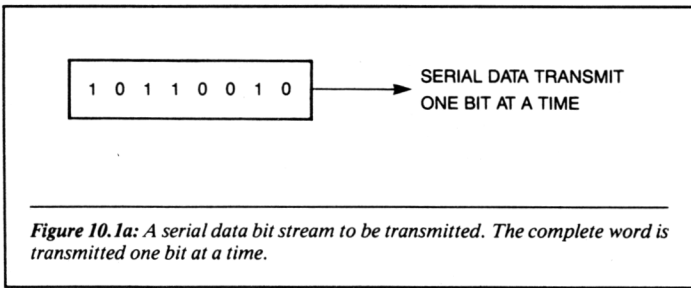 1 0 1 1 0 0 1 0
SERIAL DATA TRANSMIT
ONE BIT AT A TIME
Figure 10.1a: A serial data bit stream to be transmitted. The complete word is
transmitted one bit at a time.